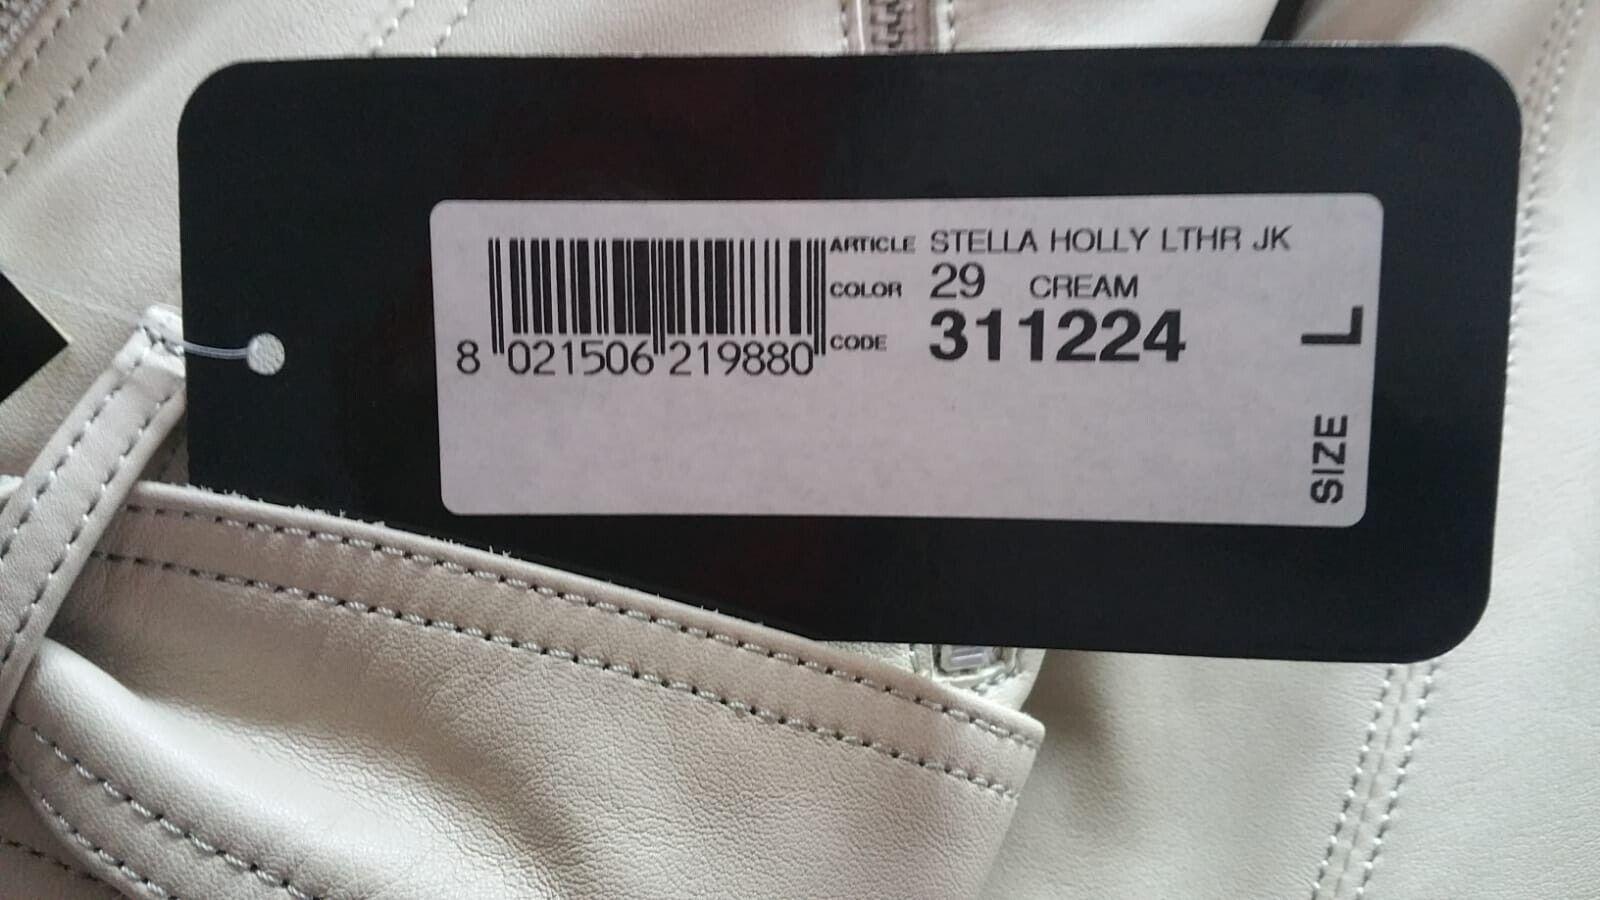 ARTICLE STELLA HOLLY LTHR JK
COLOR 29 CREAM
CODE 311224
8 021506 219880
SIZE L